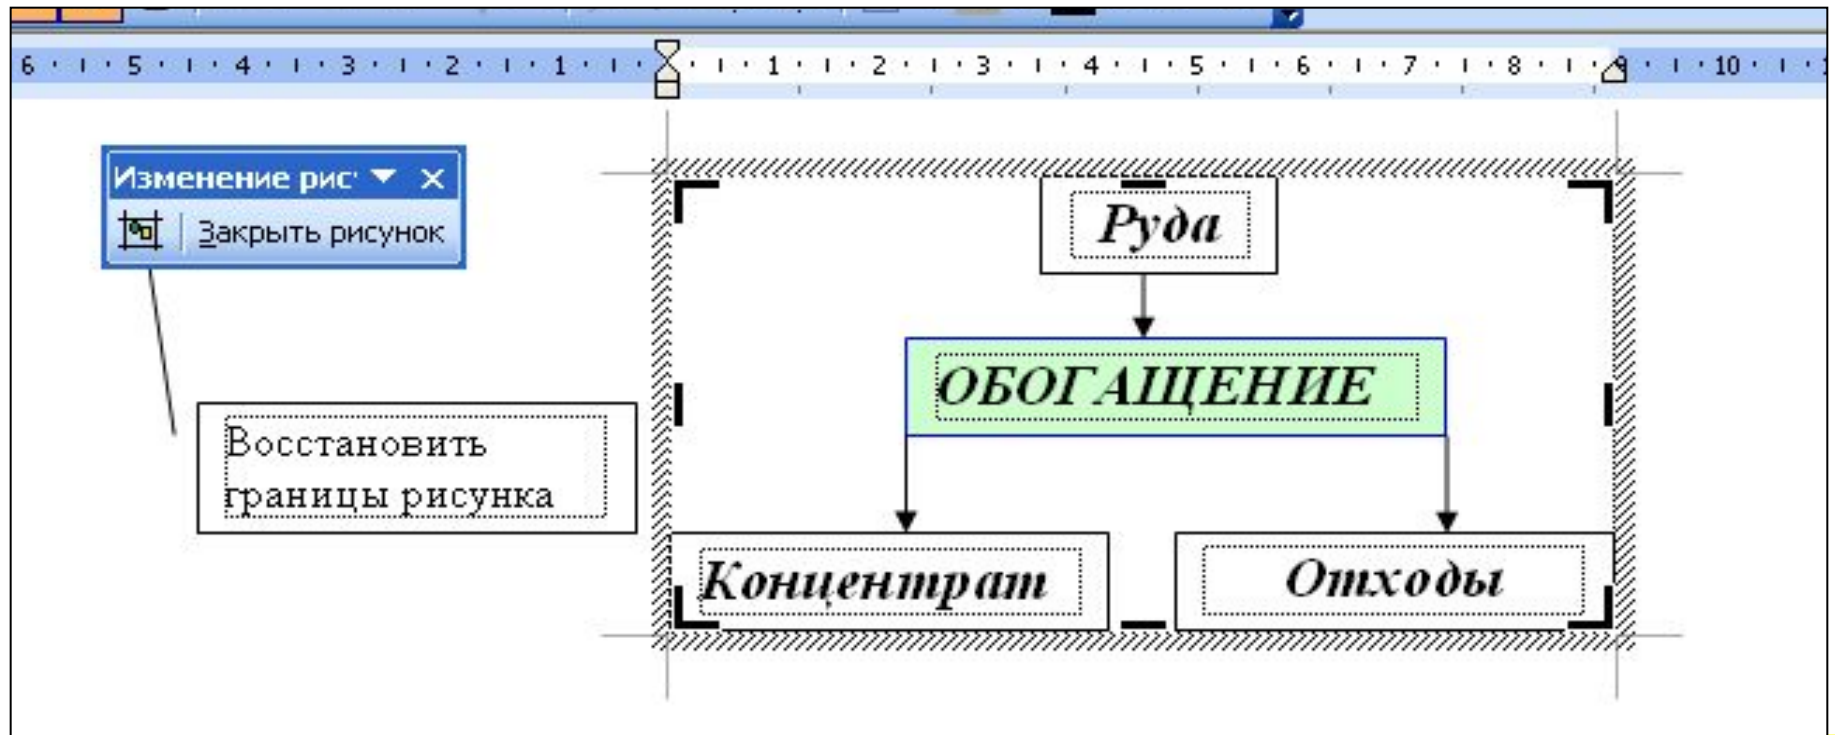 6 · ı · 5 · ı · 4 · ı · 3 · ı · 2 · ı · 1 · ı · · ı · 1 · ı · 2 · ı · 3 · ı · 4 · ı · 5 · ı · 6 · ı · 7 · ı · 8 · ı · 9 · ı · 10 · ı ·
Изменение рис
Закрыть рисунок
Руда
ОБОГАЩЕНИЕ
Восстановить
границы рисунка
Концентрат
Отходы